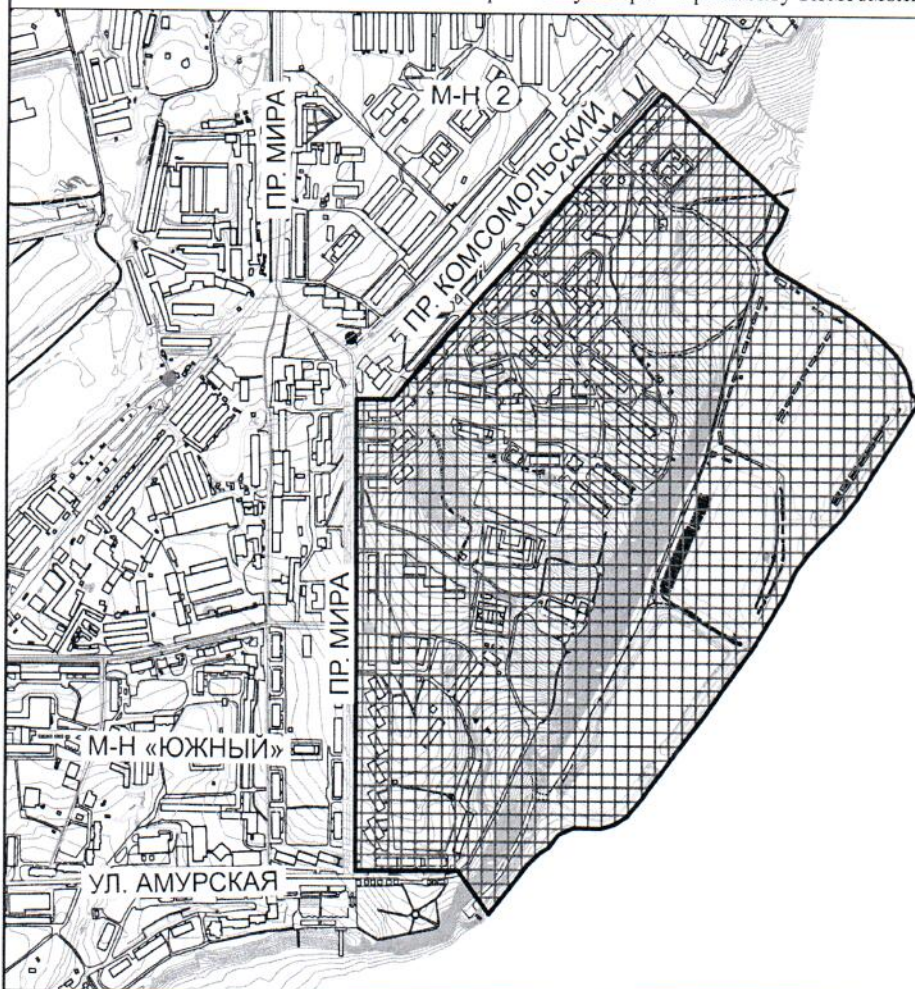 М-Н 2
ПР. МИРА
ПР. КОМСОМОЛЬСКИЙ
ПР. МИРА
М-Н «ЮЖНЫЙ»
УЛ. АМУРСКАЯ